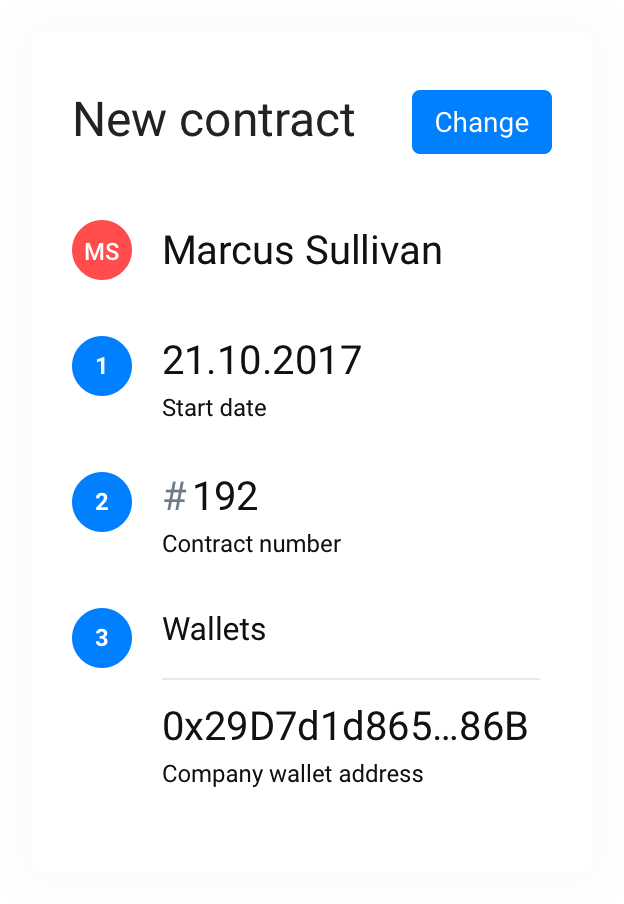 New contract
Change
MS
Marcus Sullivan
1
21.10.2017
Start date
2
# 192
Contract number
3
Wallets
0x29D7d1d865...86B
Company wallet address